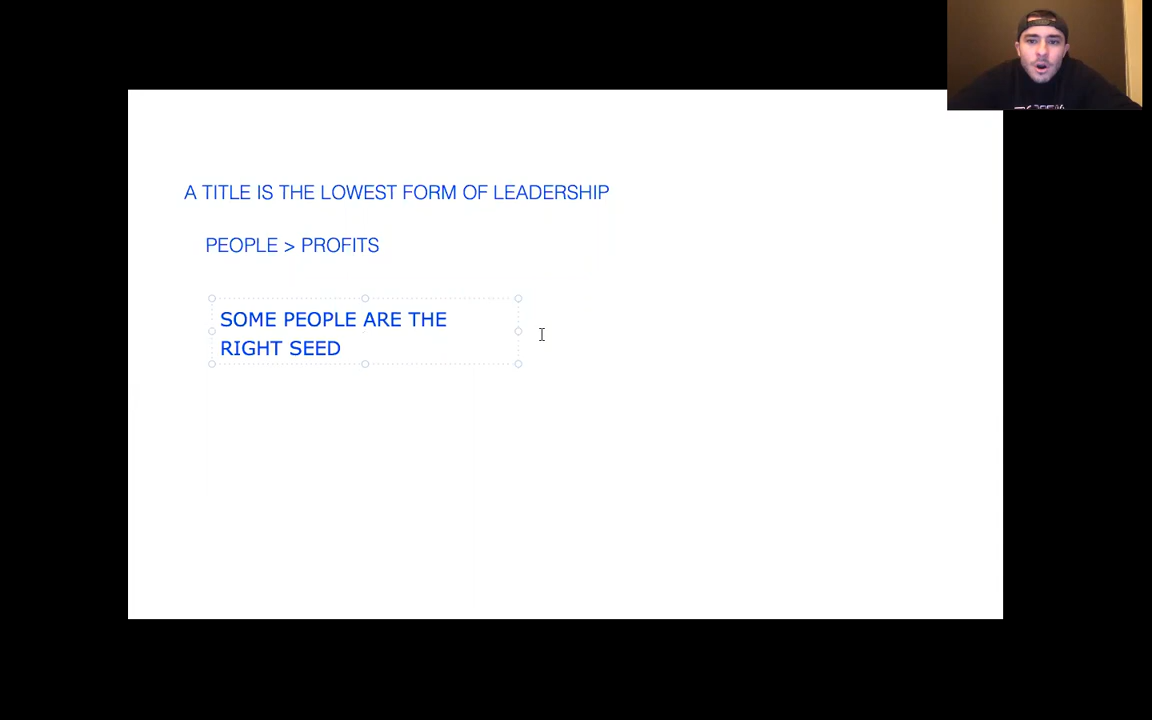 A TITLE IS THE LOWEST FORM OF LEADERSHIP
PEOPLE > PROFITS
SOME PEOPLE ARE THE
RIGHT SEED